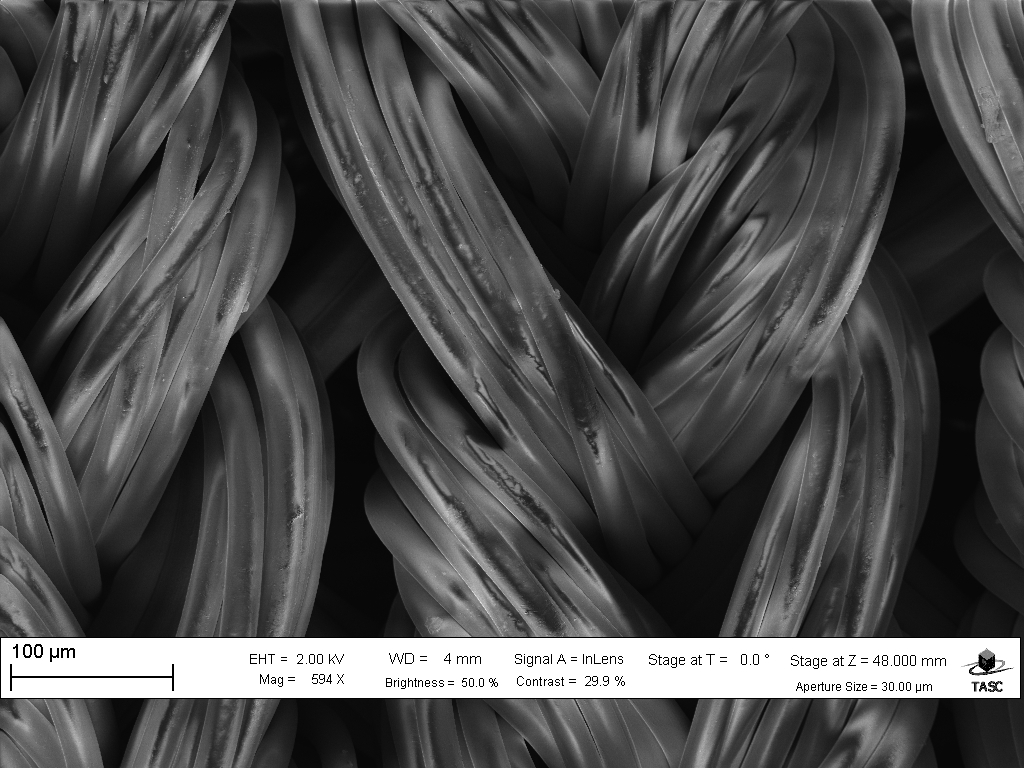 100 µm
EHT = 2.00 kV WD = 4 mm Signal A = InLens Stage at T = 0.0 ° Stage at Z = 48.000 mm
Mag = 594 X Brightness = 50.0 % Contrast = 29.9 % Aperture Size = 30.00 µm
TASC